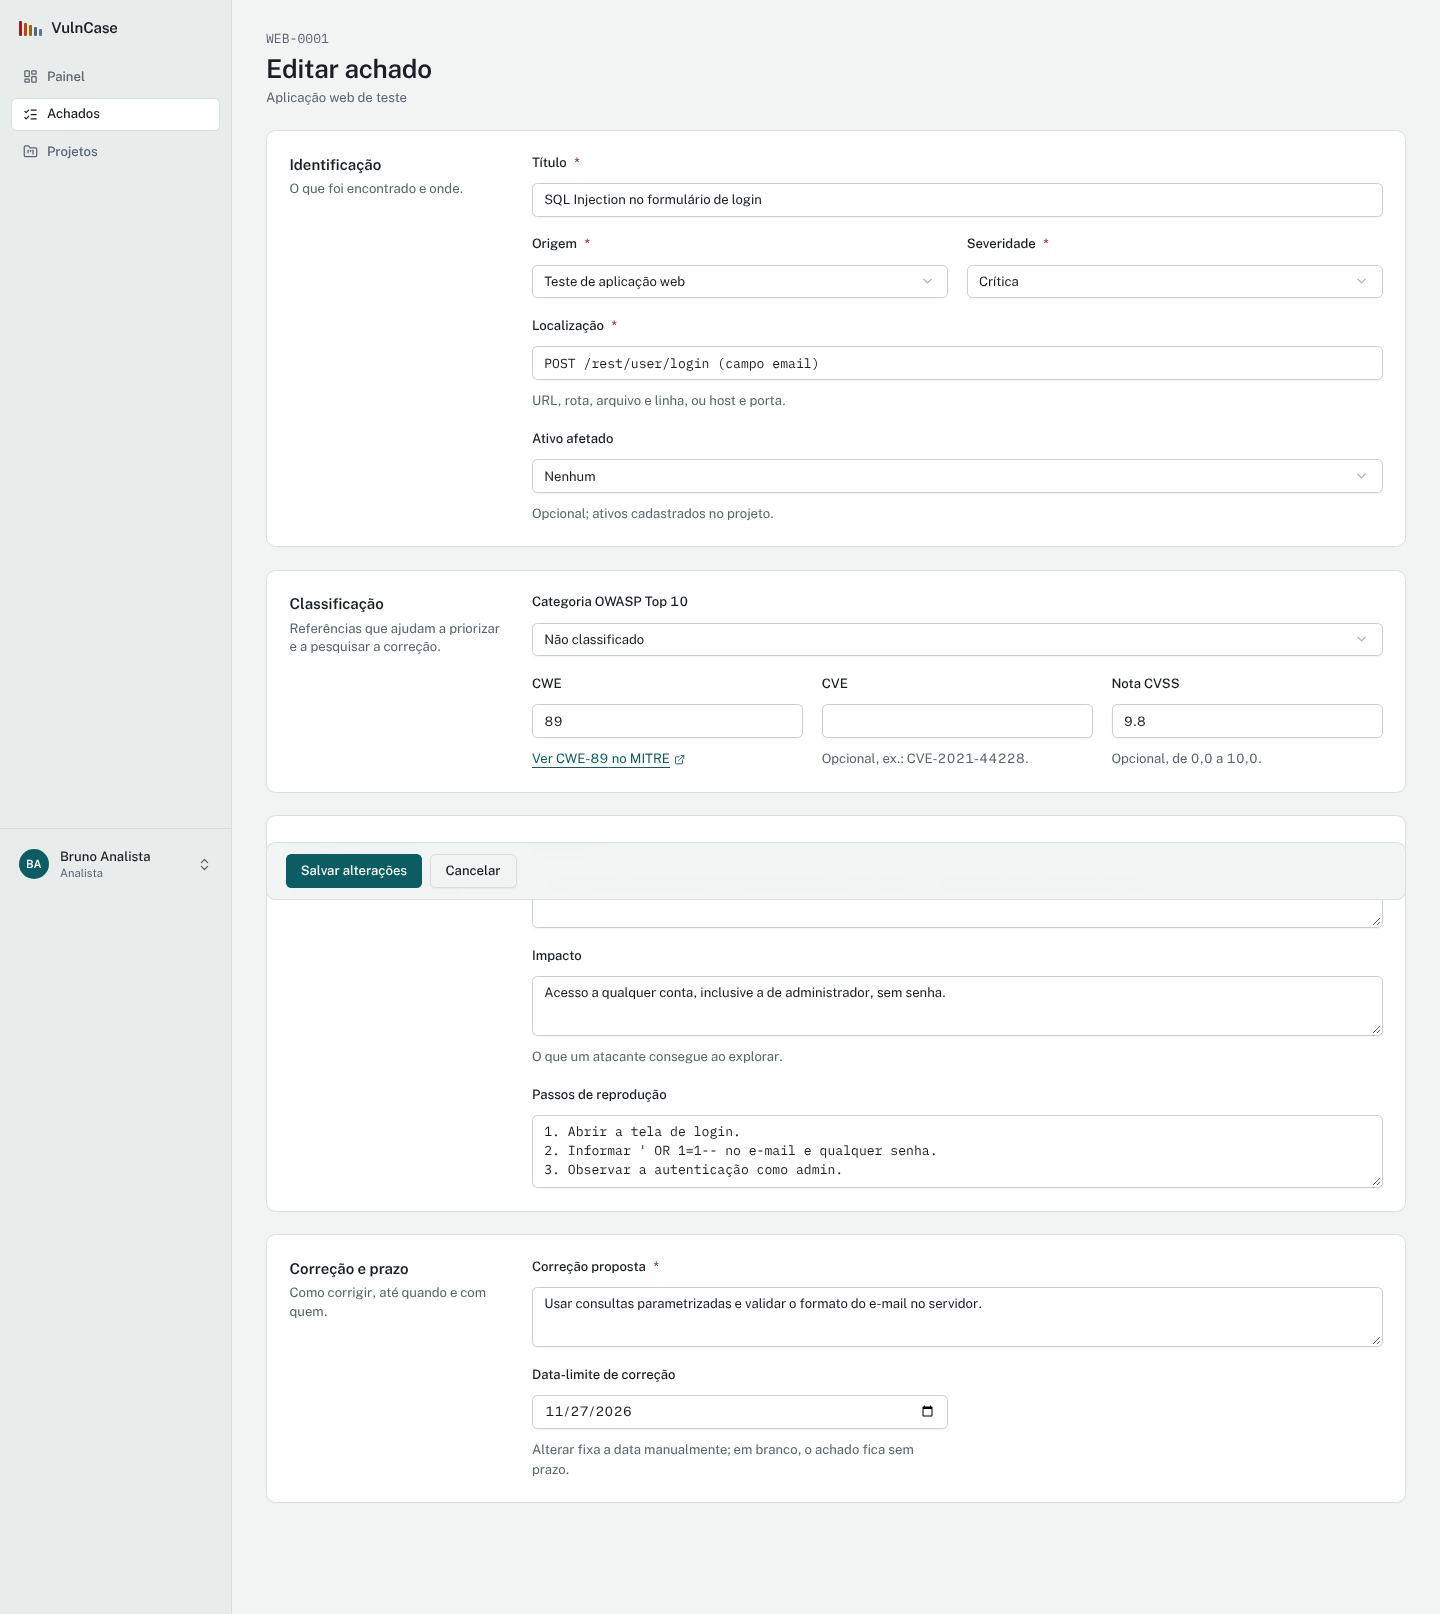 VulnCase
Painel
Achados
Projetos
WEB-0001
Editar achado
Aplicação web de teste
Identificação
O que foi encontrado e onde.
Título *
SQL Injection no formulário de login
Origem *
Severidade *
Teste de aplicação web
Crítica
Localização *
POST /rest/user/login (campo email)
URL, rota, arquivo e linha, ou host e porta.
Ativo afetado
Nenhum
Opcional; ativos cadastrados no projeto.
Classificação
Referências que ajudam a priorizar
e a pesquisar a correção.
Categoria OWASP Top 10
Não classificado
CWE
CVE
Nota CVSS
89
9.8
Ver CWE-89 no MITRE
Opcional, ex.: CVE-2021-44228.
Opcional, de 0,0 a 10,0.
BA
Bruno Analista
Analista
Salvar alterações
Cancelar
Impacto
Acesso a qualquer conta, inclusive a de administrador, sem senha.
O que um atacante consegue ao explorar.
Passos de reprodução
1. Abrir a tela de login.
2. Informar ' OR 1=1-- no e-mail e qualquer senha.
3. Observar a autenticação como admin.
Correção e prazo
Como corrigir, até quando e com
quem.
Correção proposta *
Usar consultas parametrizadas e validar o formato do e-mail no servidor.
Data-limite de correção
11/27/2026
Alterar fixa a data manualmente; em branco, o achado fica sem
prazo.